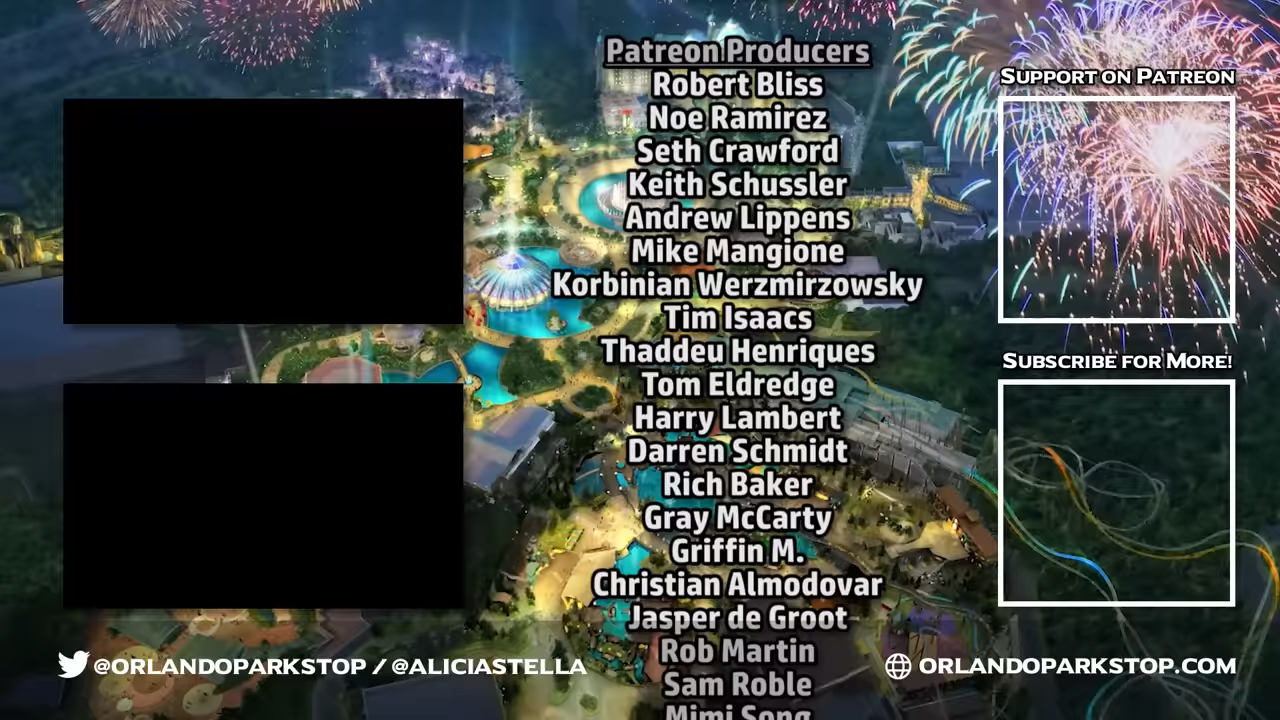 Patreon Producers
Robert Bliss
Noe Ramirez
Seth Crawford
Keith Schussler
Andrew Lippens
Mike Mangione
Korbinian Werzmirzowsky
Tim Isaacs
Thaddeu Henriques
Tom Eldredge
Harry Lambert
Darren Schmidt
Rich Baker
Gray McCarty
Griffin M.
Christian Almodovar
Jasper de Groot
Rob Martin
Sam Roble
Mimi Song
SUPPORT ON PATREON
SUBSCRIBE FOR MORE!
@ORLANDOPARKSTOP / @ALICIASTELLA
ORLANDOPARKSTOP.COM